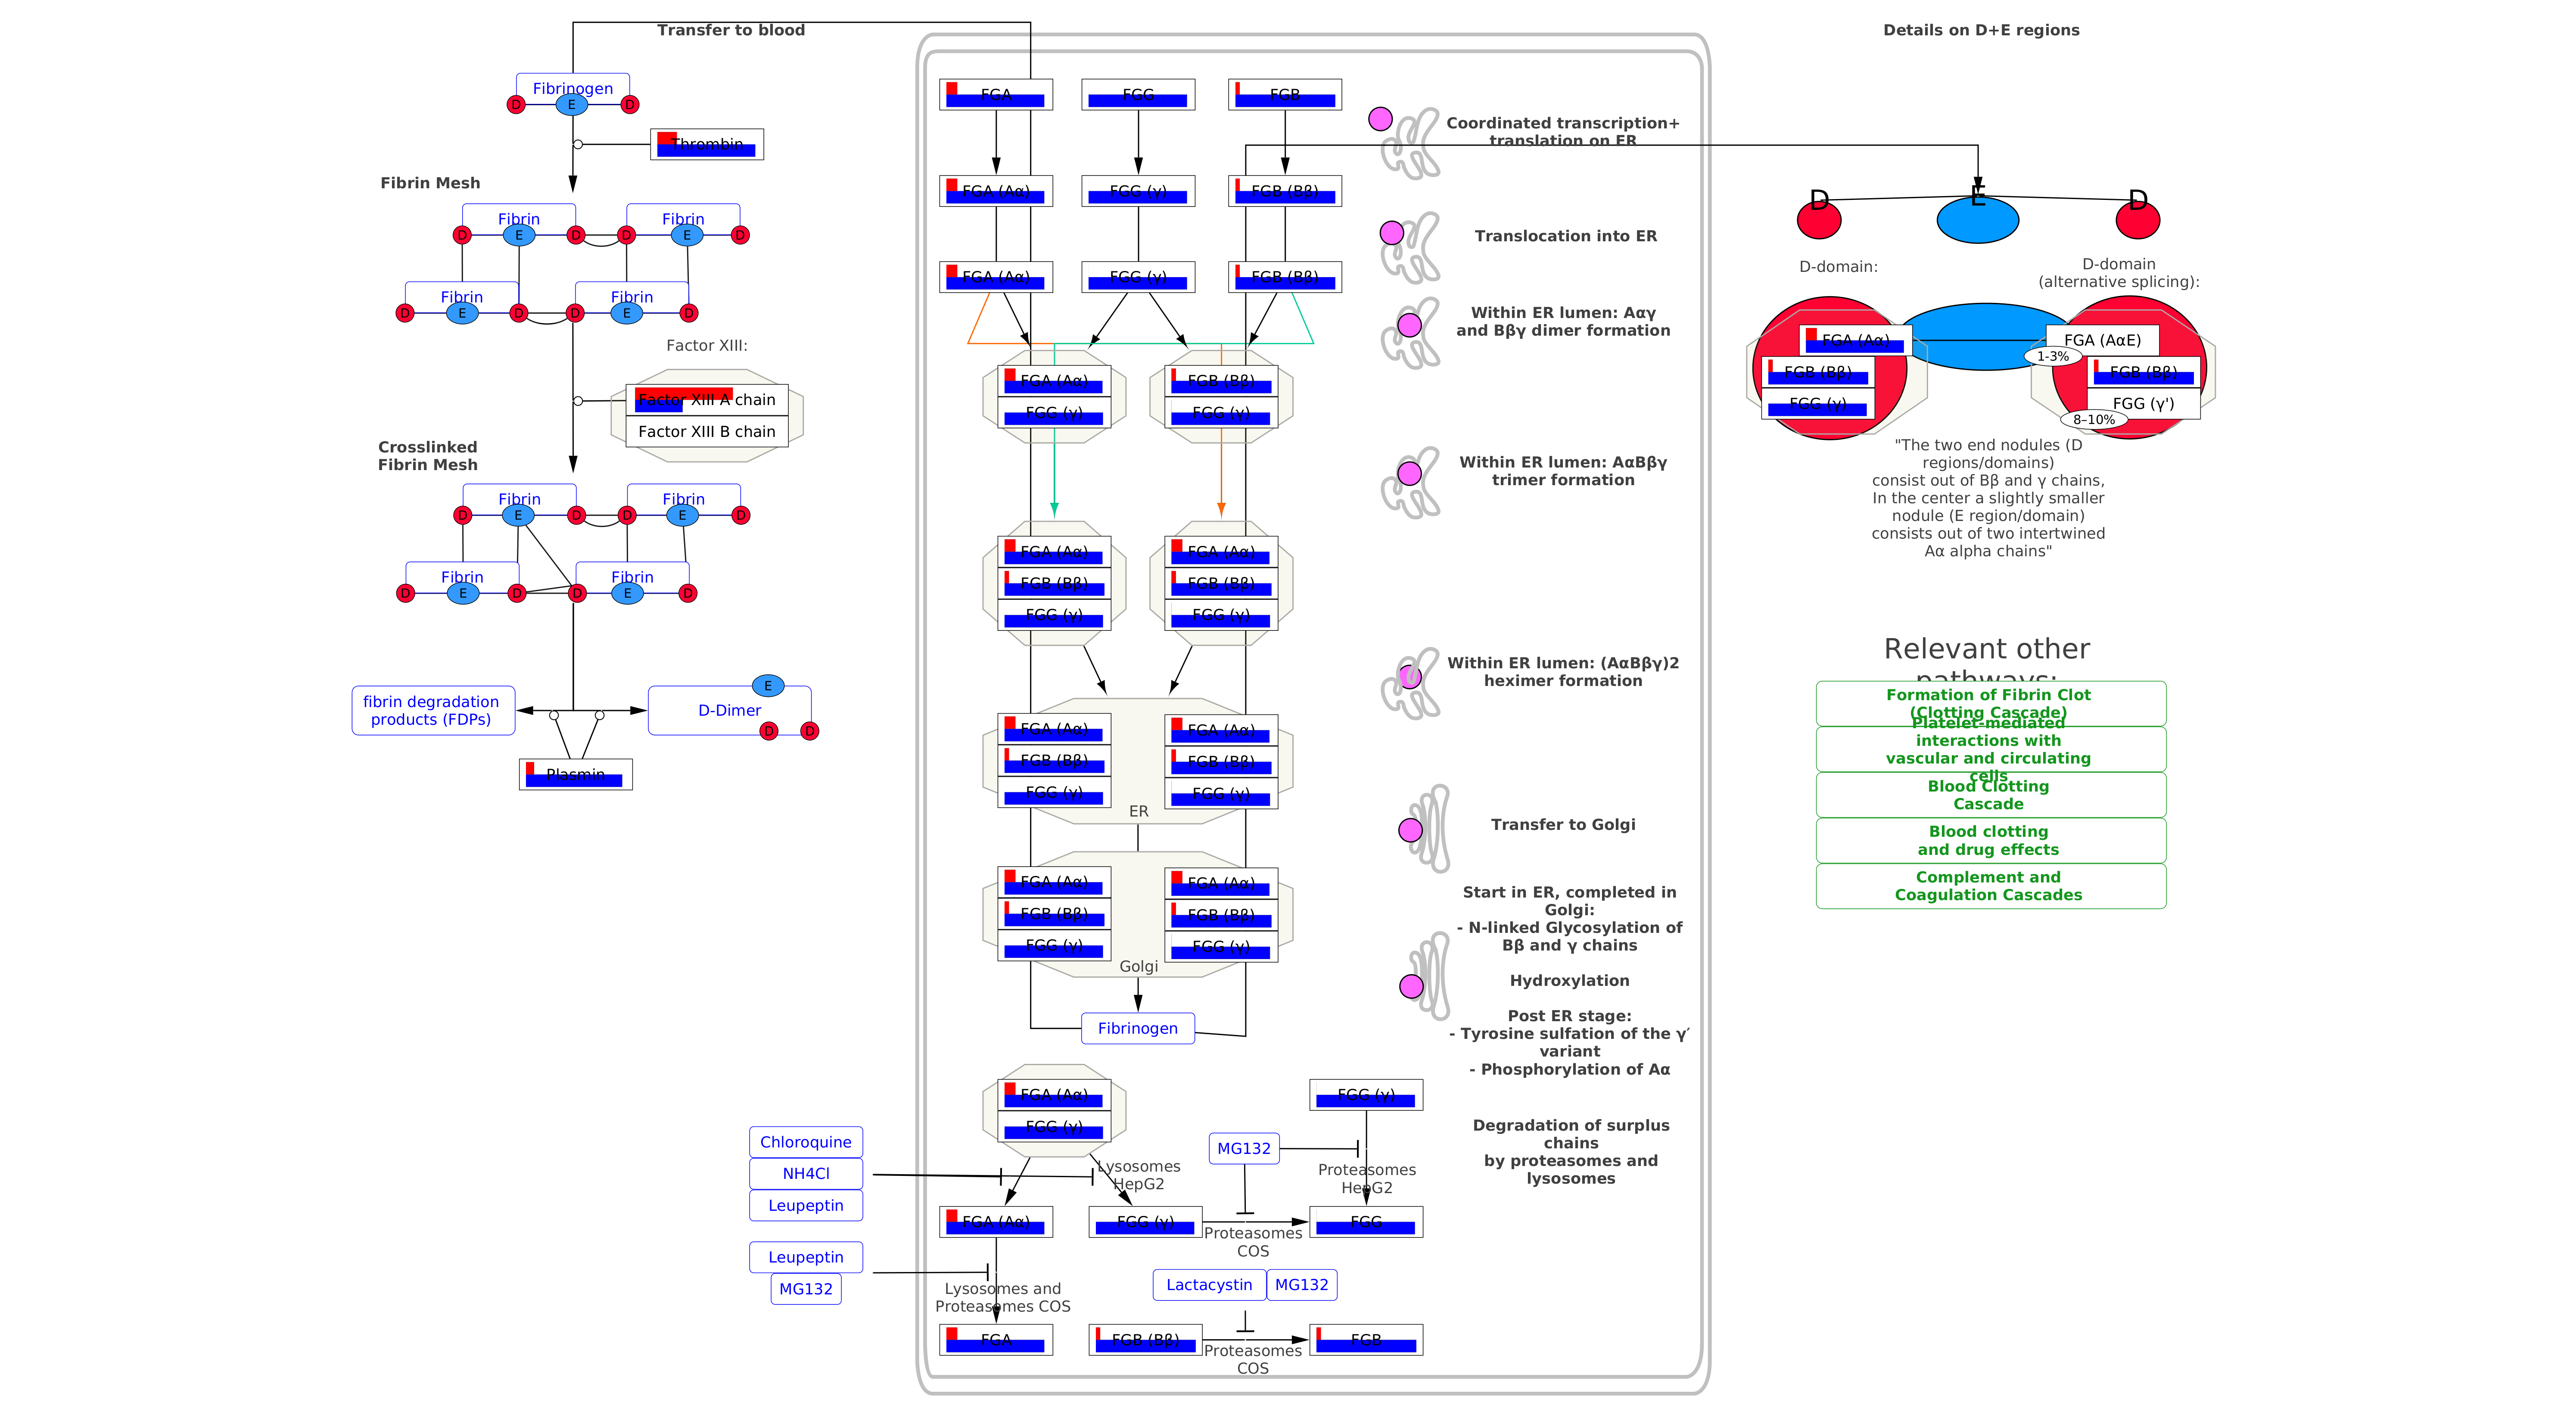 Transfer to blood
Fibrinogen
D
E
D
Thrombin
Fibrin Mesh
Fibrin
Fibrin
D
E
D
D
E
D
Fibrin
Fibrin
D
E
D
D
E
D
Factor XIII:
Factor XIII A chain
Factor XIII B chain
Crosslinked
Fibrin Mesh
Fibrin
Fibrin
D
E
D
D
E
D
Fibrin
Fibrin
D
E
D
D
E
D
fibrin degradation
products (FDPs)
D-Dimer
E
D
D
Plasmin
FGA
FGG
FGB
FGA (Aα)
FGG (γ)
FGB (Bβ)
FGA (Aα)
FGG (γ)
FGB (Bβ)
FGA (Aα)
FGG (γ)
FGB (Bβ)
FGG (γ)
FGA (Aα)
FGB (Bβ)
FGG (γ)
FGA (Aα)
FGB (Bβ)
FGG (γ)
FGA (Aα)
FGB (Bβ)
FGG (γ)
FGA (Aα)
FGB (Bβ)
FGG (γ)
ER
FGA (Aα)
FGB (Bβ)
FGG (γ)
FGA (Aα)
FGB (Bβ)
FGG (γ)
Golgi
Fibrinogen
Coordinated transcription+
translation on ER
Translocation into ER
Within ER lumen: Aαγ
and Bβγ dimer formation
Within ER lumen: AαBβγ
trimer formation
Within ER lumen: (AαBβγ)2
heximer formation
Transfer to Golgi
Start in ER, completed in
Golgi:
- N-linked Glycosylation of
Bβ and γ chains
Hydroxylation
Post ER stage:
- Tyrosine sulfation of the γ′
variant
- Phosphorylation of Aα
Degradation of surplus
chains
by proteasomes and
lysosomes
FGA (Aα)
FGG (γ)
FGG (γ)
Chloroquine
NH4Cl
Leupeptin
Lysosomes
HepG2
MG132
Proteasomes
HepG2
FGA (Aα)
FGG (γ)
FGG
Proteasomes
COS
Leupeptin
MG132
Lysosomes and
Proteasomes COS
Lactacystin
MG132
FGA
FGB (Bβ)
FGB
Proteasomes
COS
Details on D+E regions
D
E
D
D-domain:
D-domain
(alternative splicing):
FGA (Aα)
FGB (Bβ)
FGG (γ)
FGA (AαE)
1-3%
FGB (Bβ)
FGG (γ')
8–10%
"The two end nodes (D
regions/domains)
consist out of Bβ and γ chains,
In the center a slightly smaller
node (E region/domain)
consists out of two intertwined
Aα alpha chains"
Relevant other
pathways:
Formation of Fibrin Clot
(Clotting Cascade)
Platelet-mediated
interactions with
vascular and circulating
cells
Blood Clotting
Cascade
Blood clotting
and drug effects
Complement and
Coagulation Cascades